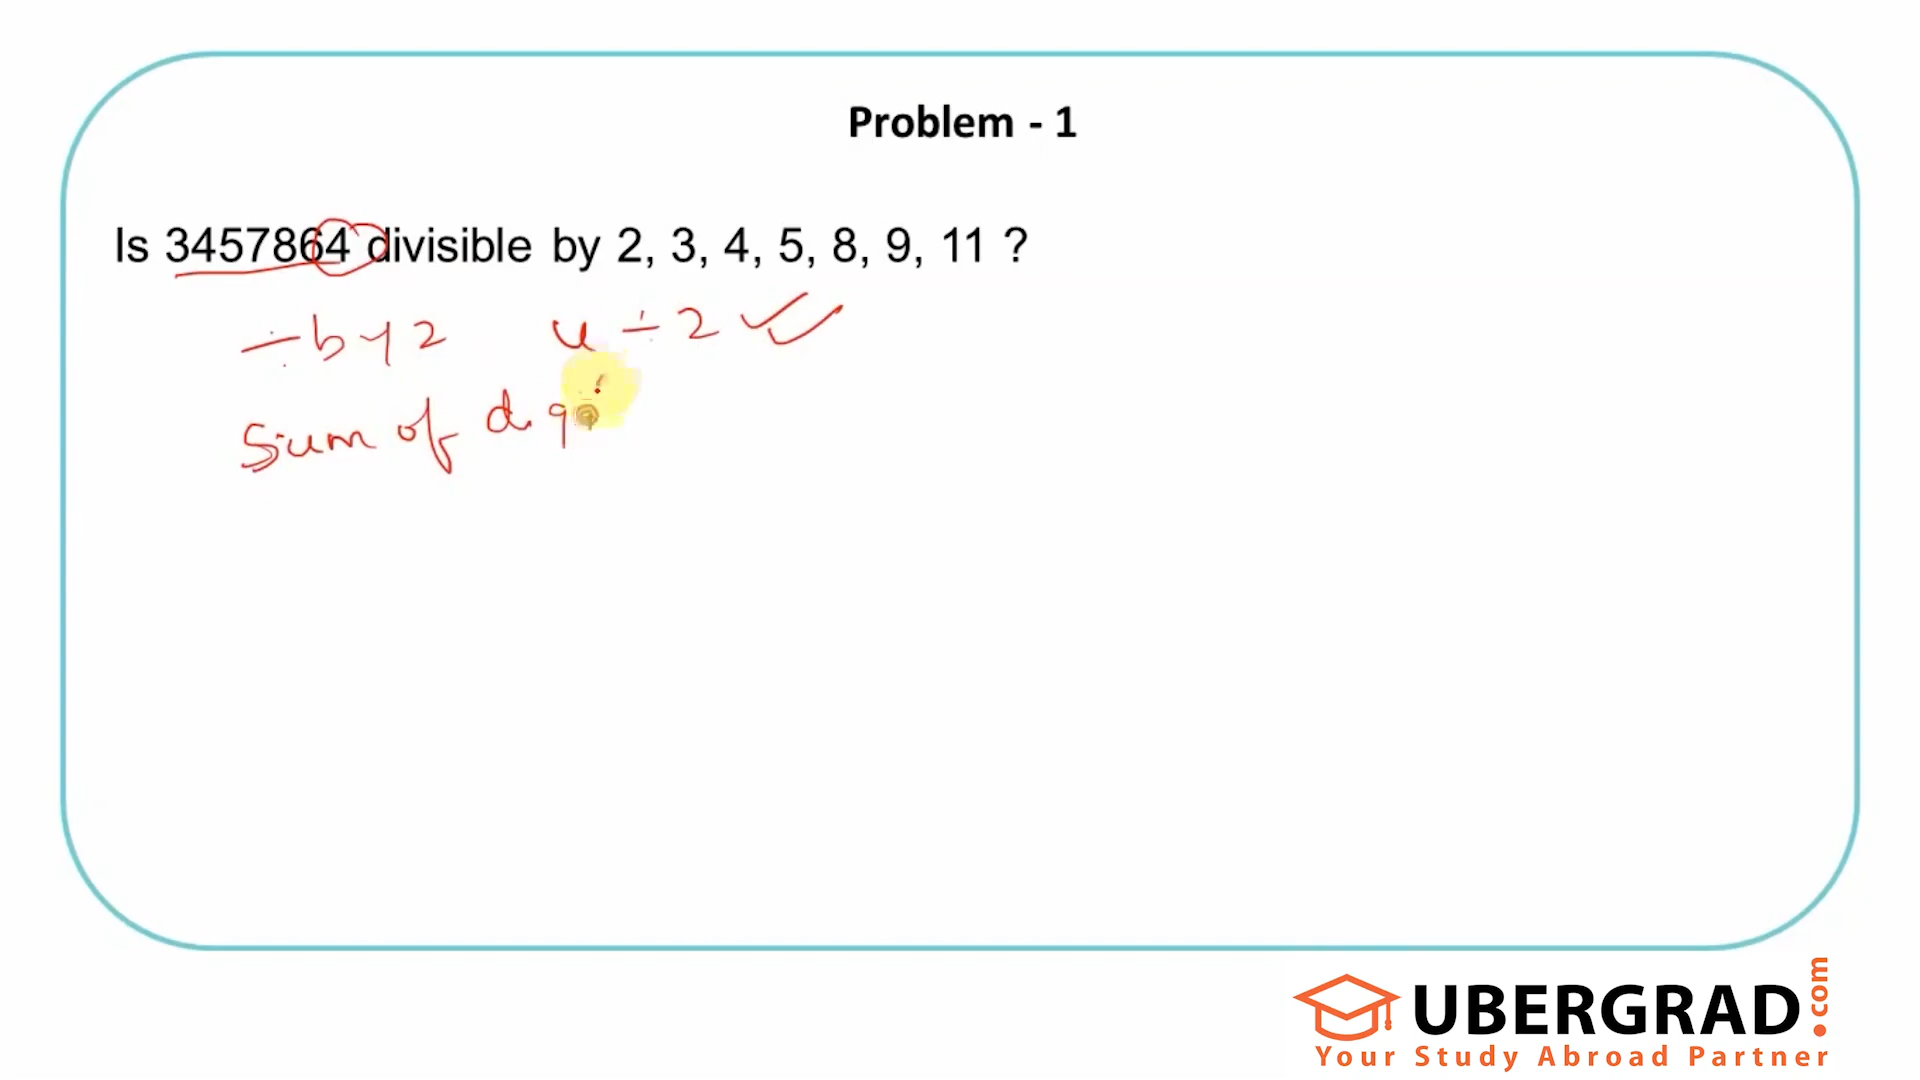 Problem - 1
Is 3457864 divisible by 2, 3, 4, 5, 8, 9, 11 ?
÷ by 2 4 ÷ 2 ✓✓
Sum of dig
UBERGRAD.com
Your Study Abroad Partner